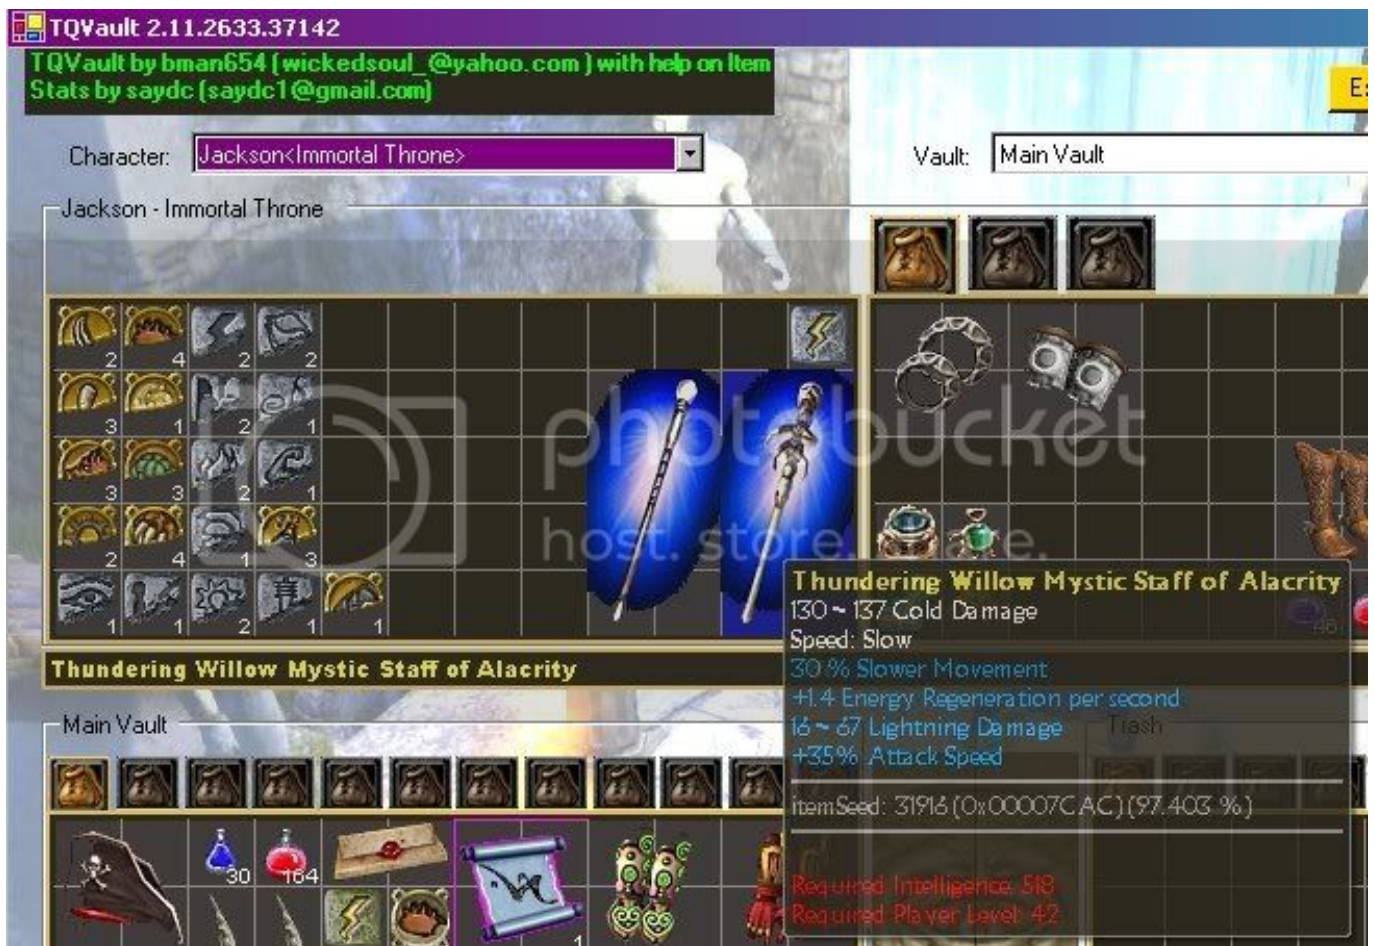 TQVault 2.11.2633.37142
TQVault by bman654 ( wickedsoul_@yahoo.com ) with help on Item
Stats by saydc (saydc1@gmail.com)
Character: Jackson<Immortal Throne>
Vault: Main Vault
Jackson - Immortal Throne
2 4 2 2
3 1 2 1
3 3 2 1
2 4 1 3
1 1 2 1 1
photobucket
host. store. share.
Thundering Willow Mystic Staff of Alacrity
130 ~ 137 Cold Damage
Speed: Slow
30 % Slower Movement
+1.4 Energy Regeneration per second
16 ~ 67 Lightning Damage
+35% Attack Speed
itemSeed: 31916 (0x00007CAC) (97.403 %)
Required Intelligence: 518
Required Player Level: 42
Thundering Willow Mystic Staff of Alacrity
Main Vault
Trash
30 164
1